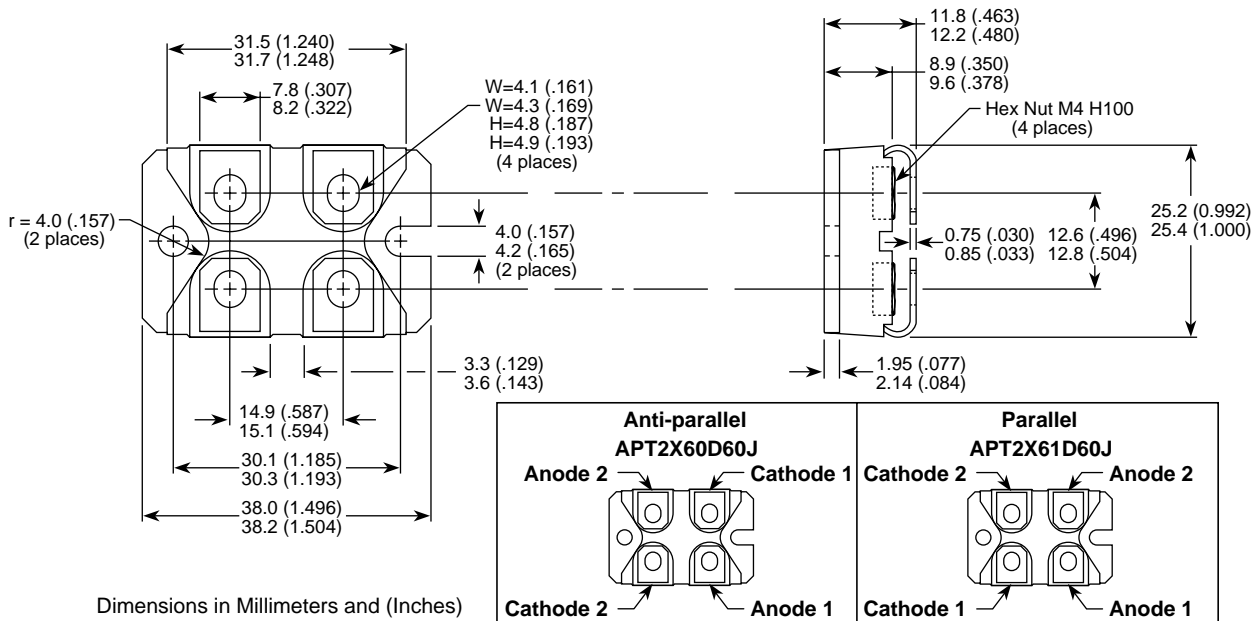 31.5 (1.240)
31.7 (1.248)
7.8 (.307)
8.2 (.322)
W=4.1 (.161)
W=4.3 (.169)
H=4.8 (.187)
H=4.9 (.193)
(4 places)
r = 4.0 (.157)
(2 places)
4.0 (.157)
4.2 (.165)
(2 places)
3.3 (.129)
3.6 (.143)
14.9 (.587)
15.1 (.594)
30.1 (1.185)
30.3 (1.193)
38.0 (1.496)
38.2 (1.504)
11.8 (.463)
12.2 (.480)
8.9 (.350)
9.6 (.378)
Hex Nut M4 H100
(4 places)
0.75 (.030)
0.85 (.033)
12.6 (.496)
12.8 (.504)
25.2 (0.992)
25.4 (1.000)
1.95 (.077)
2.14 (.084)
Dimensions in Millimeters and (Inches)
Anti-parallel
APT2X60D60J
Anode 2
Cathode 1
Cathode 2
Anode 1
Parallel
APT2X61D60J
Cathode 2
Anode 2
Cathode 1
Anode 1